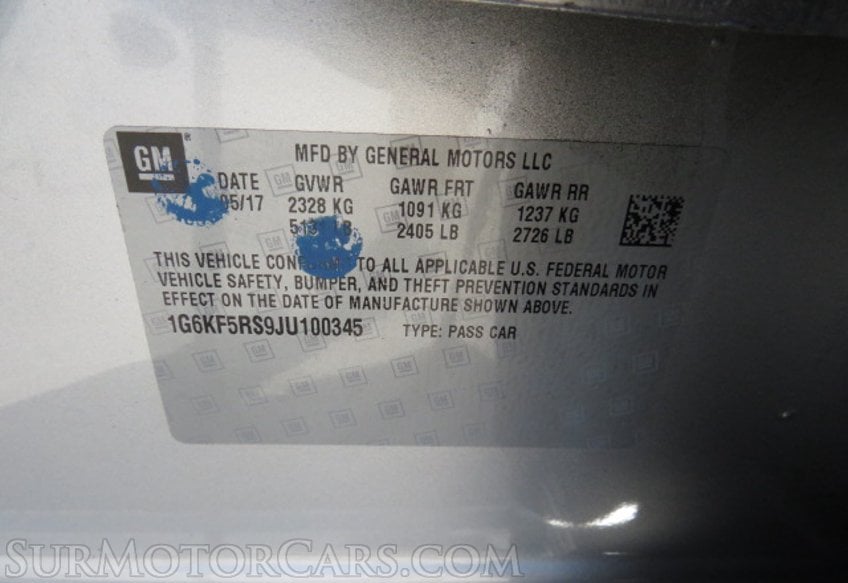 GM
MFD BY GENERAL MOTORS LLC
DATE GVWR GAWR FRT GAWR RR
05/17 2328 KG 1091 KG 1237 KG
LB 2405 LB 2726 LB
THIS VEHICLE TO ALL APPLICABLE U.S. FEDERAL MOTOR
VEHICLE SAFETY, BUMPER, AND THEFT PREVENTION STANDARDS IN
EFFECT ON THE DATE OF MANUFACTURE SHOWN ABOVE.
1G6KF5RS9JU100345 TYPE: PASS CAR
SurMotorCars.com